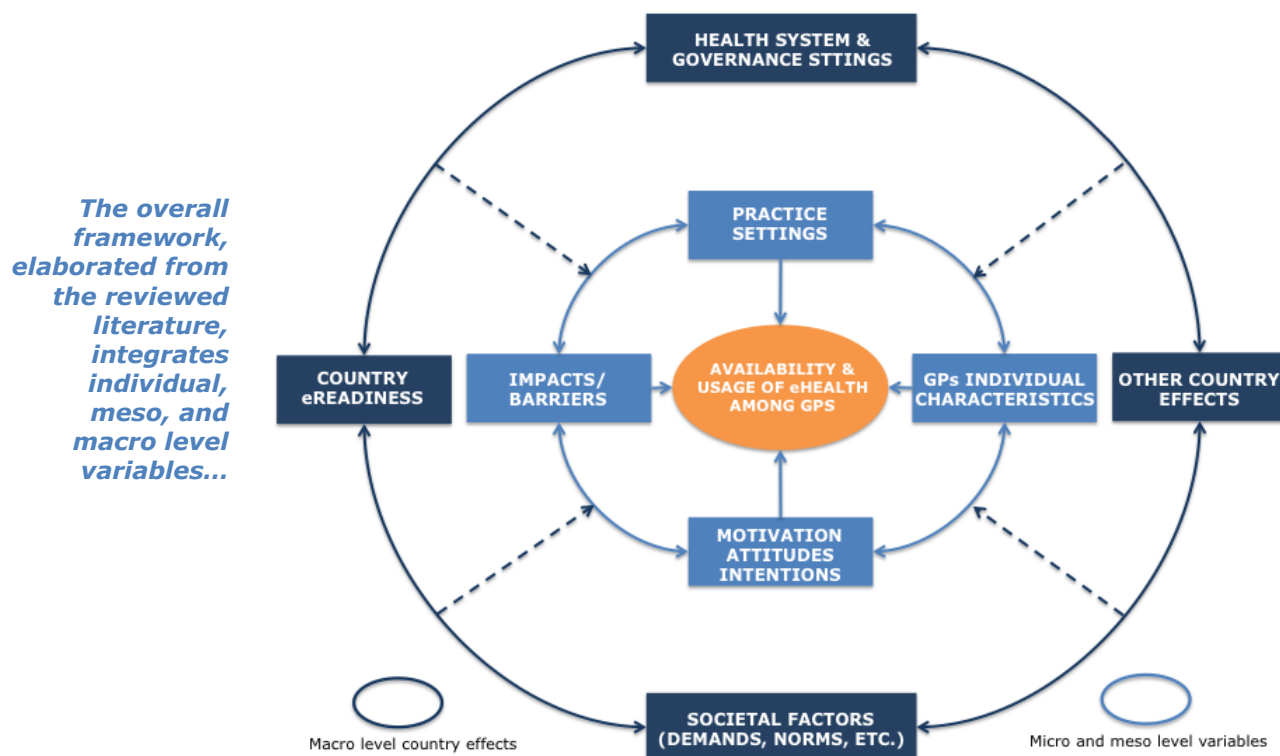 HEALTH SYSTEM &
GOVERNANCE STTINGS
The overall
framework,
elaborated from
the reviewed
literature,
integrates
individual,
meso, and
macro level
variables...
PRACTICE
SETTINGS
COUNTRY
eREADINESS
IMPACTS/
BARRIERS
AVAILABILITY &
USAGE OF eHEALTH
AMONG GPS
GPs INDIVIDUAL
CHARACTERISTICS
OTHER COUNTRY
EFFECTS
MOTIVATION
ATTITUDES
INTENTIONS
SOCIETAL FACTORS
(DEMANDS, NORMS, ETC.)
Macro level country effects
Micro and meso level variables